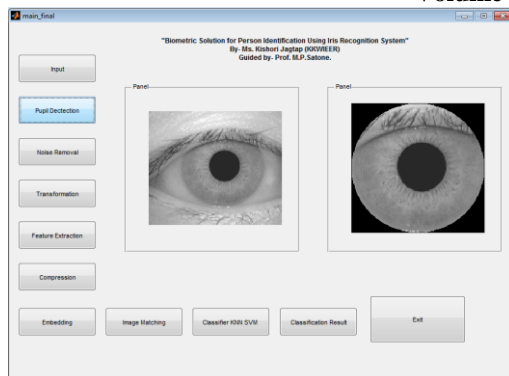 main_final
"Biometric Solution for Person Identification Using Iris Recognition System"
By- Ms. Kishori Jagtap (KKWIEER)
Guided by- Prof. M.P.Satone.
Input
Pupil Dectection
Noise Removal
Transformation
Feature Extraction
Compression
Panel
Panel
Embedding
Image Matching
Classifier KNN SVM
Classification Result
Exit